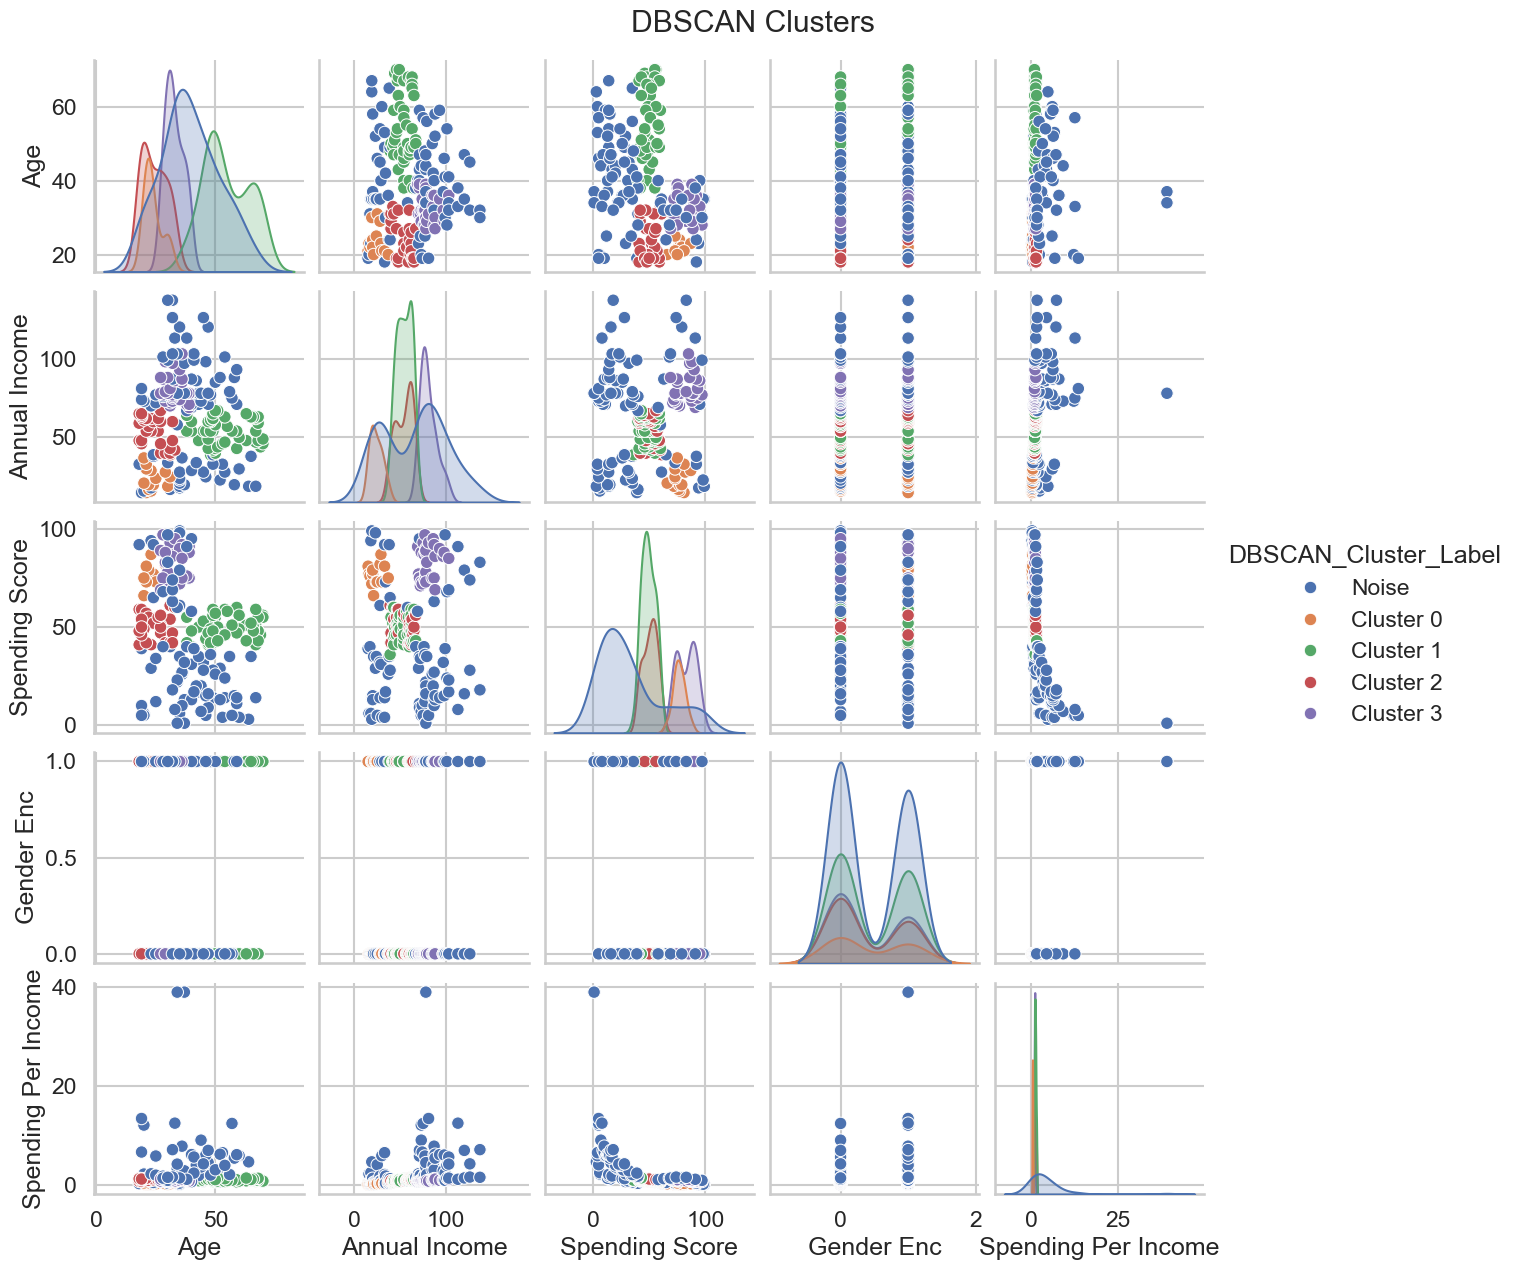 DBSCAN Clusters
Age
60
40
20
Annual Income
100
50
Spending Score
100
50
0
DBSCAN_Cluster_Label
Noise
Cluster 0
Cluster 1
Cluster 2
Cluster 3
Gender Enc
1.0
0.5
0.0
Spending Per Income
40
20
0
0 50 0 100 0 100 0 2 0 25
Age Annual Income Spending Score Gender Enc Spending Per Income